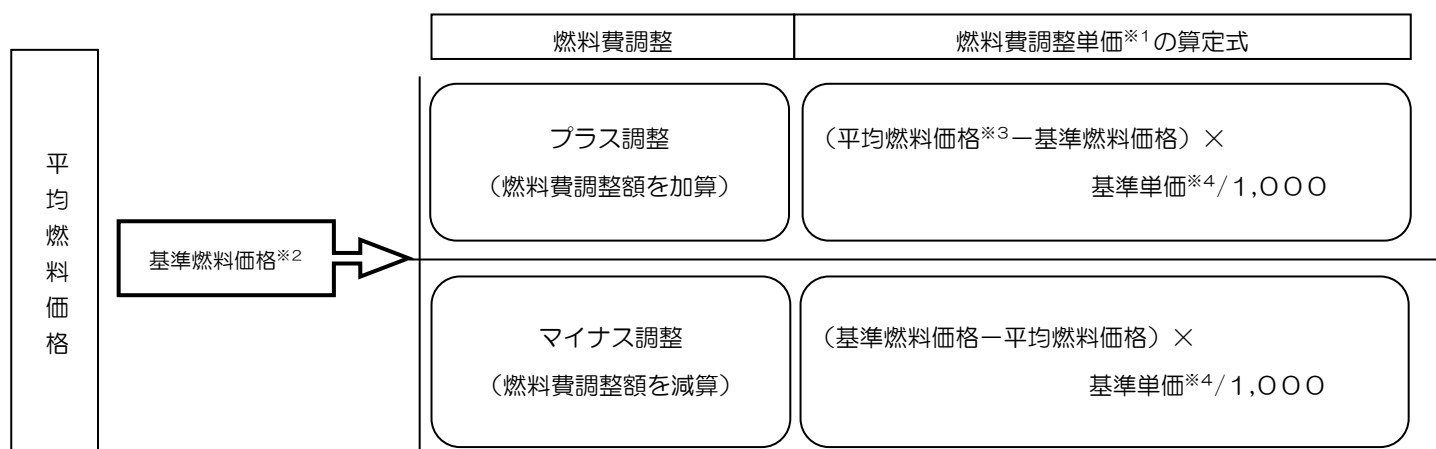 燃料費調整
燃料費調整単価※1の算定式
平均燃料価格
基準燃料価格※2
プラス調整
（燃料費調整額を加算）
（平均燃料価格※3－基準燃料価格）×
基準単価※4/１,０００
マイナス調整
（燃料費調整額を減算）
（基準燃料価格－平均燃料価格）×
基準単価※4/１,０００